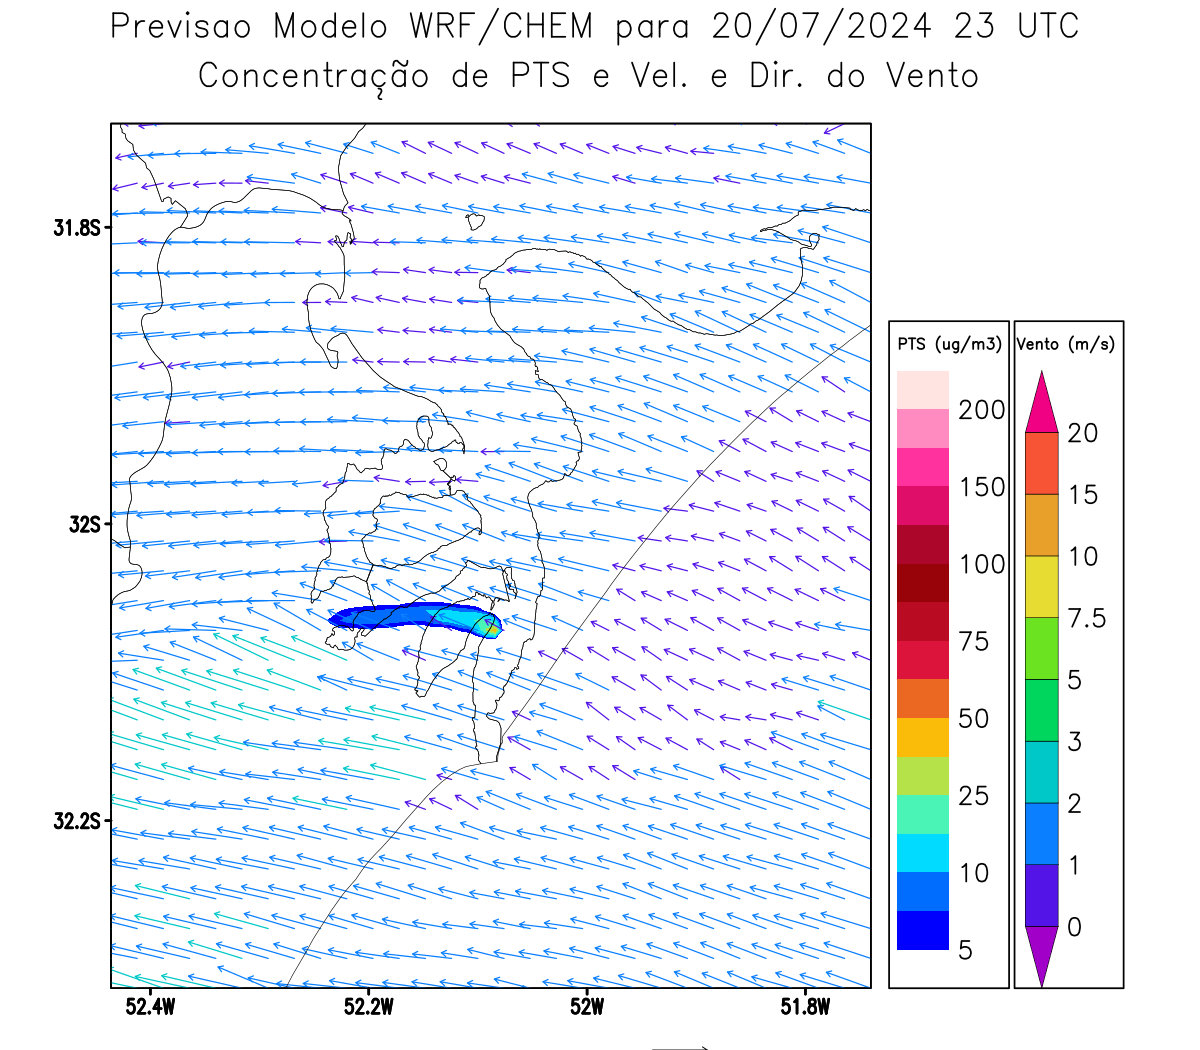 Previsao Modelo WRF/CHEM para 20/07/2024 23 UTC
Concentração de PTS e Vel. e Dir. do Vento
31.8S
32S
32.2S
52.4W 52.2W 52W 51.8W
PTS (ug/m3)
200
150
100
75
50
25
10
5
Vento (m/s)
20
15
10
7.5
5
3
2
1
0